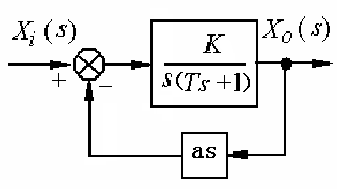 Xi(s)
K
XO(s)
s(Ts+1)
+
−
as